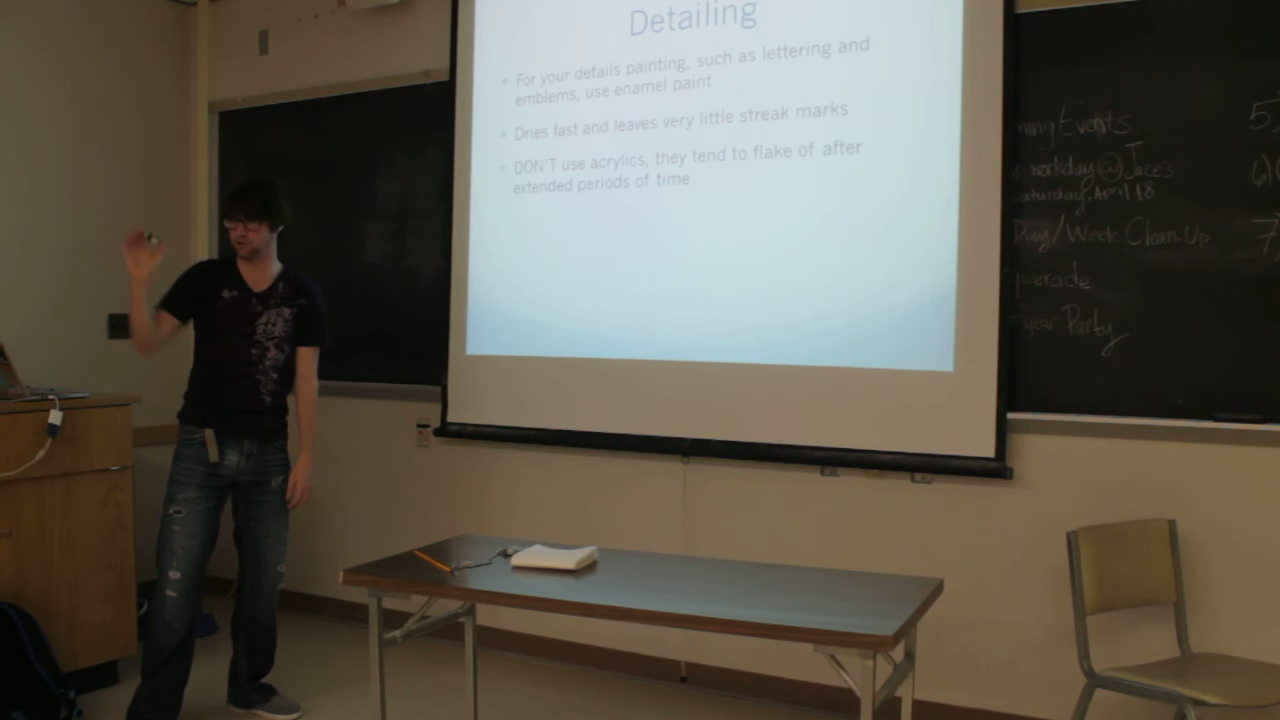 Detailing
For your details painting, such as lettering and
emblems, use enamel paint
Dries fast and leaves very little streak marks
DON'T use acrylics, they tend to flake of after
extended periods of time
Events
workday @ Jace's
April 18
Day/Week Clean Up
Party